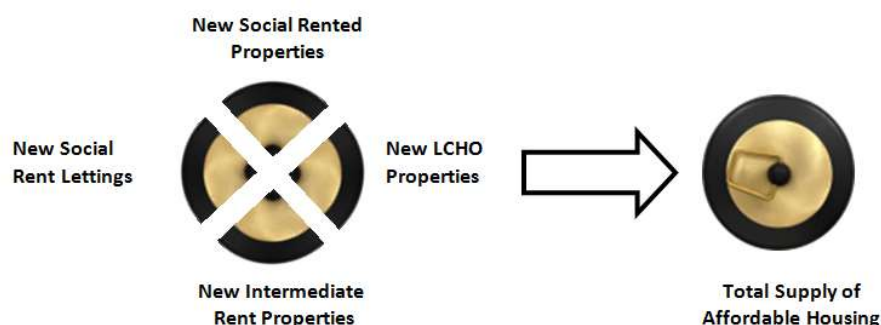 New Social Rented
Properties
New Social
Rent Lettings
New LCHO
Properties
New Intermediate
Rent Properties
Total Supply of
Affordable Housing